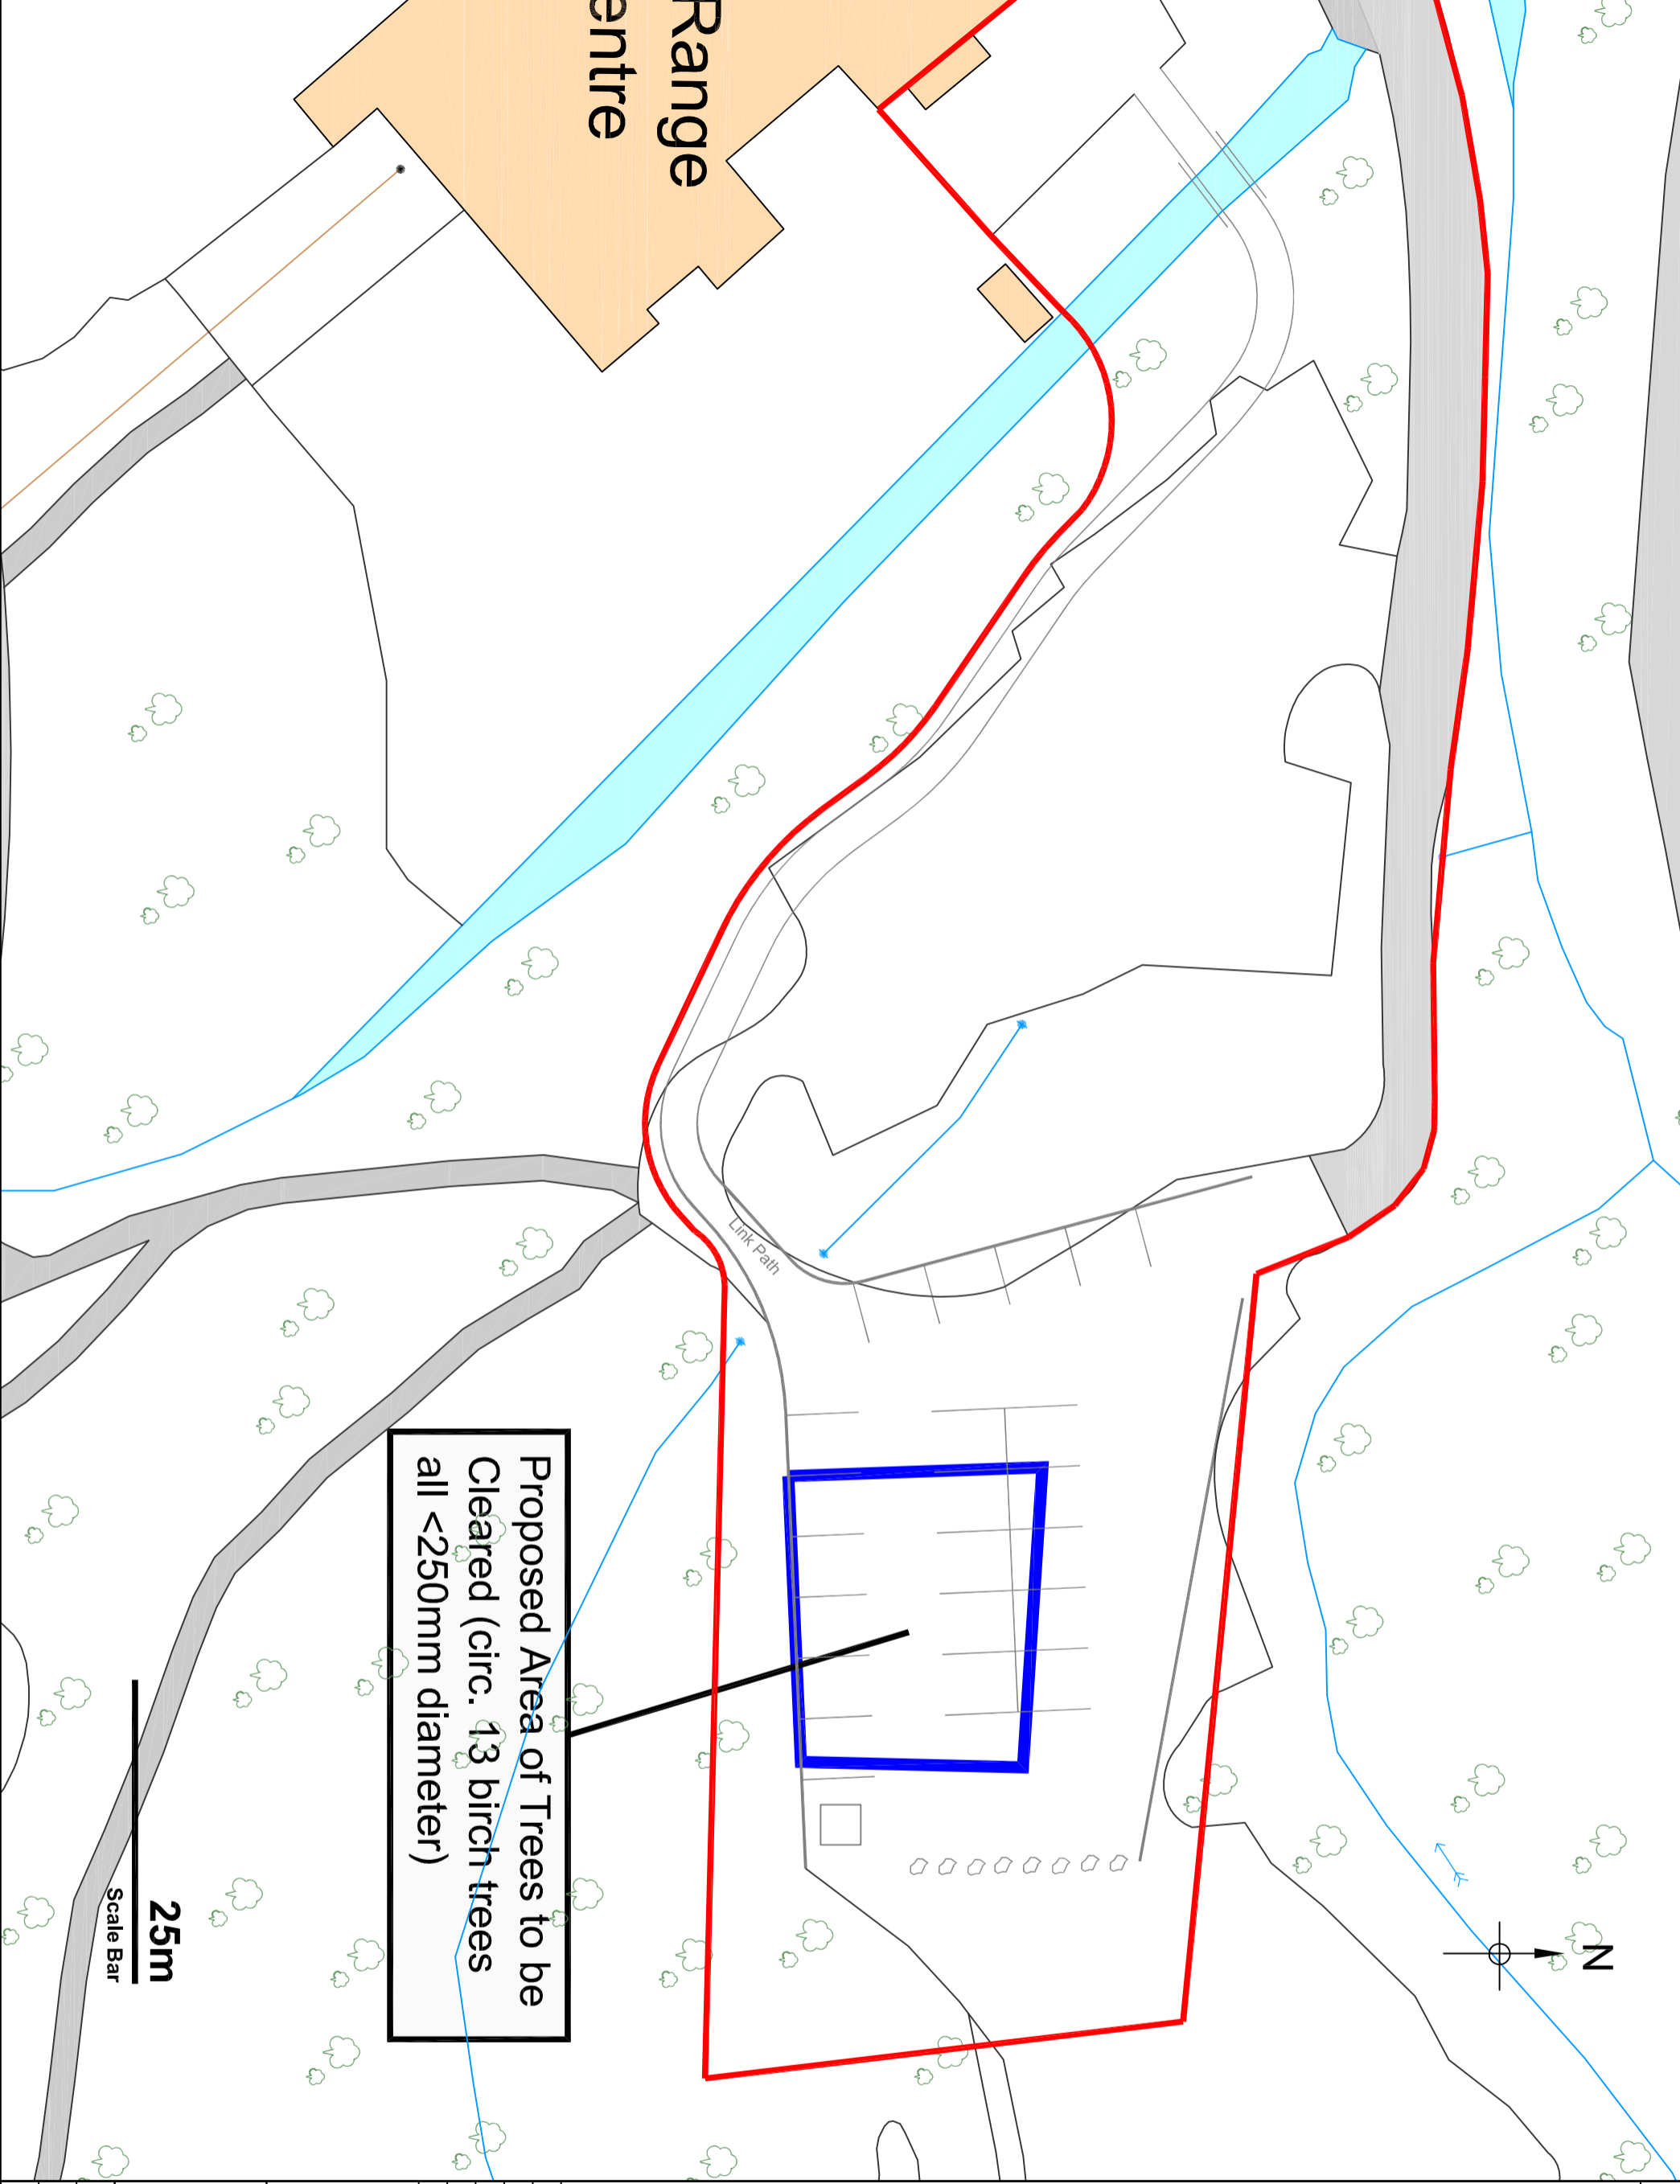 Range
entre
Link Path
Proposed Area of Trees to be
Cleared (circ. 13 birch trees
all <250mm diameter)
25m
Scale Bar
N